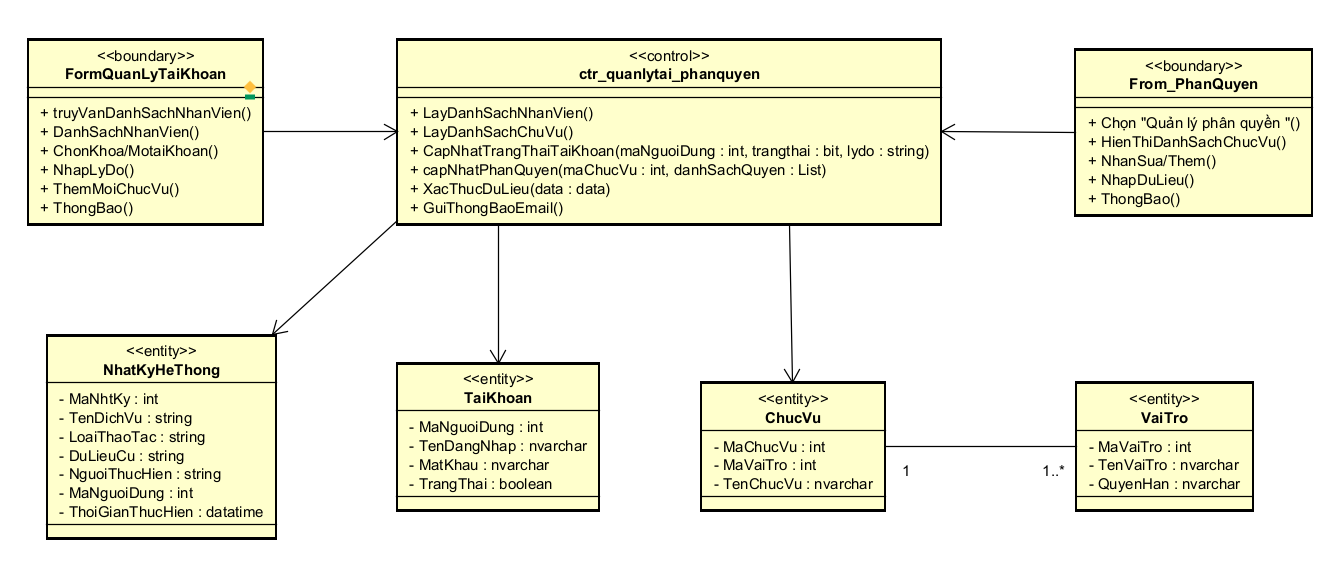 <<boundary>>
FormQuanLyTaiKhoan
+ truyVanDanhSachNhanVien()
+ DanhSachNhanVien()
+ ChonKhoa/MotaiKhoan()
+ NhapLyDo()
+ ThemMoiChucVu()
+ ThongBao()
<<control>>
ctr_quanlytai_phanquyen
+ LayDanhSachNhanVien()
+ LayDanhSachChuVu()
+ CapNhatTrangThaiTaiKhoan(maNguoiDung : int, trangthai : bit, lydo : string)
+ capNhatPhanQuyen(maChucVu : int, danhSachQuyen : List)
+ XacThucDuLieu(data : data)
+ GuiThongBaoEmail()
<<boundary>>
From_PhanQuyen
+ Chọn "Quản lý phân quyền "()
+ HienThiDanhSachChucVu()
+ NhanSua/Them()
+ NhapDuLieu()
+ ThongBao()
<<entity>>
NhatKyHeThong
- MaNhtKy : int
- TenDichVu : string
- LoaiThaoTac : string
- DuLieuCu : string
- NguoiThucHien : string
- MaNguoiDung : int
- ThoiGianThucHien : datatime
<<entity>>
TaiKhoan
- MaNguoiDung : int
- TenDangNhap : nvarchar
- MatKhau : nvarchar
- TrangThai : boolean
<<entity>>
ChucVu
- MaChucVu : int
- MaVaiTro : int
- TenChucVu : nvarchar
1
1..*
<<entity>>
VaiTro
- MaVaiTro : int
- TenVaiTro : nvarchar
- QuyenHan : nvarchar